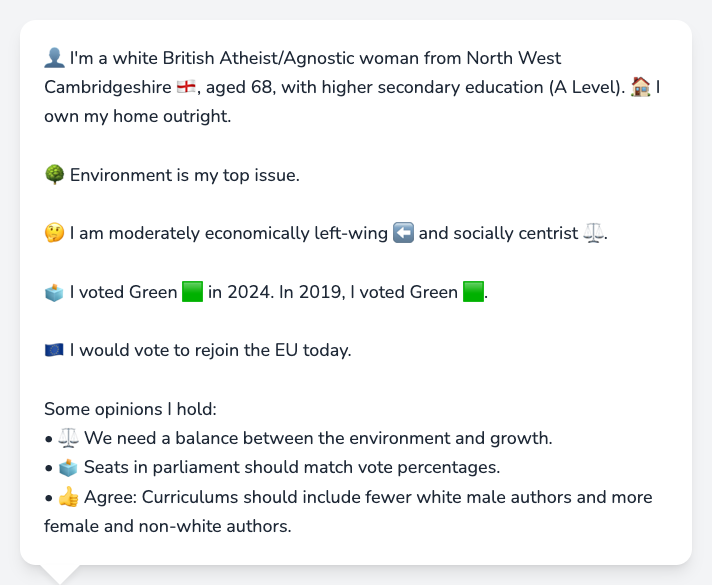 👤 I'm a white British Atheist/Agnostic woman from North West
Cambridgeshire 🏴󠁧󠁢󠁥󠁮󠁧󠁿, aged 68, with higher secondary education (A Level). 🏠 I
own my home outright.
🌳 Environment is my top issue.
🤔 I am moderately economically left-wing ⬅️ and socially centrist ⚖️.
🗳️ I voted Green 🟩 in 2024. In 2019, I voted Green 🟩.
🇪🇺 I would vote to rejoin the EU today.
Some opinions I hold:
• ⚖️ We need a balance between the environment and growth.
• 🗳️ Seats in parliament should match vote percentages.
• 👍 Agree: Curriculums should include fewer white male authors and more
female and non-white authors.